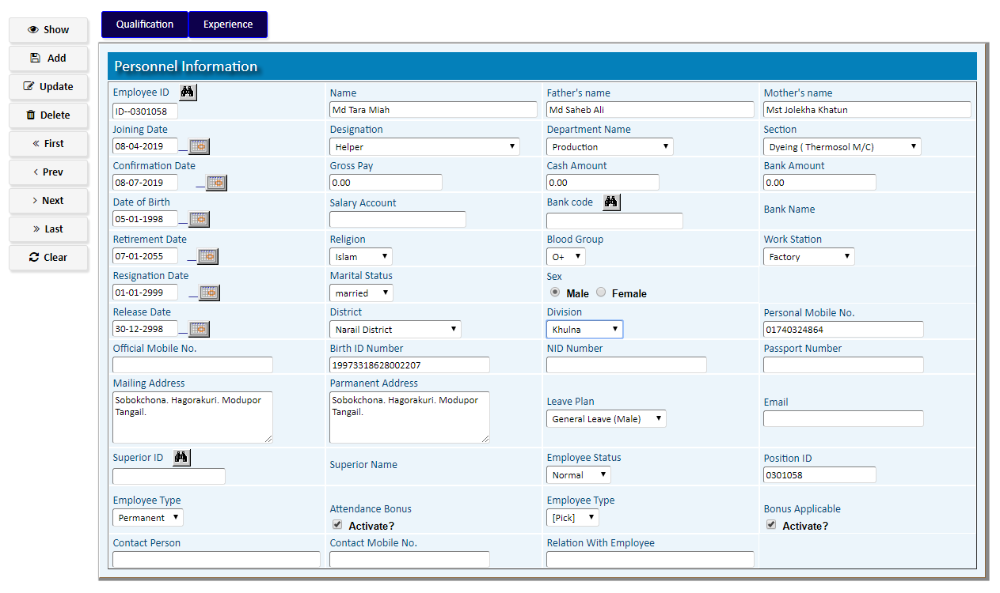 Show
Add
Update
Delete
First
Prev
Next
Last
Clear
Qualification Experience
Personnel Information
Employee ID Name Father's name Mother's name
ID--0301058 Md Tara Miah Md Saheb Ali Mst Jolekha Khatun
Joining Date Designation Department Name Section
08-04-2019 Helper Production Dyeing ( Thermosol M/C)
Confirmation Date Gross Pay Cash Amount Bank Amount
08-07-2019 0.00 0.00 0.00
Date of Birth Salary Account Bank code Bank Name
05-01-1998
Retirement Date Religion Blood Group Work Station
07-01-2055 Islam O+ Factory
Resignation Date Marital Status Sex
01-01-2999 married Male Female
Release Date District Division Personal Mobile No.
30-12-2998 Narail District Khulna 01740324864
Official Mobile No. Birth ID Number NID Number Passport Number
19973318628002207
Mailing Address Parmanent Address Leave Plan Email
Sobokchona. Hagorakuri. Modupor Sobokchona. Hagorakuri. Modupor
Tangail. Tangail. General Leave (Male)
Superior ID Superior Name Employee Status Position ID
Normal 0301058
Employee Type Attendance Bonus Employee Type Bonus Applicable
Permanent Activate? [Pick] Activate?
Contact Person Contact Mobile No. Relation With Employee